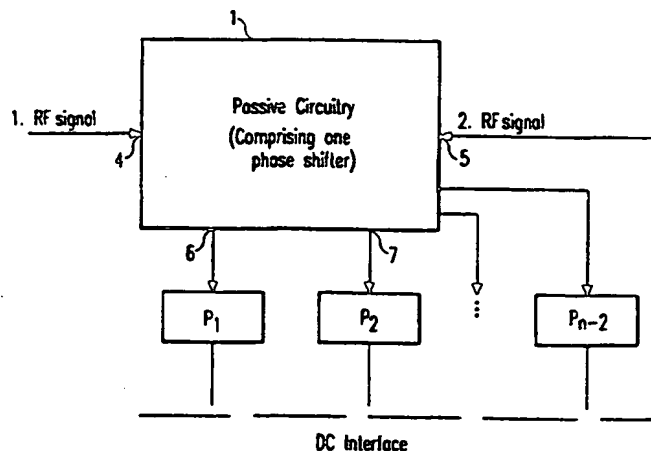 1
Passive Circuitry
(Comprising one
phase shifter)
1. RF signal
2. RF signal
4
5
6
7
P1
P2
⋮
Pn-2
DC Interface